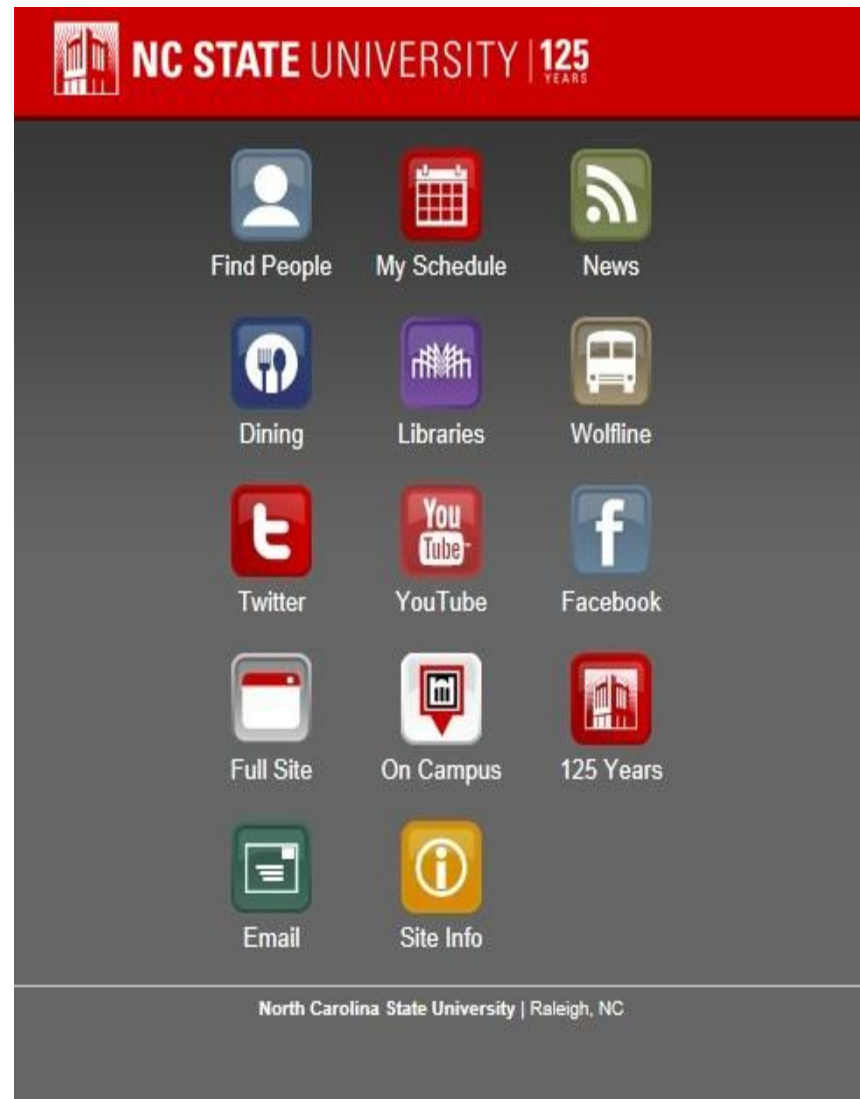 NC STATE UNIVERSITY | 125
YEARS
Find People My Schedule News
Dining Libraries Wolfline
You
Tube
Twitter YouTube Facebook
Full Site On Campus 125 Years
Email Site Info
North Carolina State University | Raleigh, NC